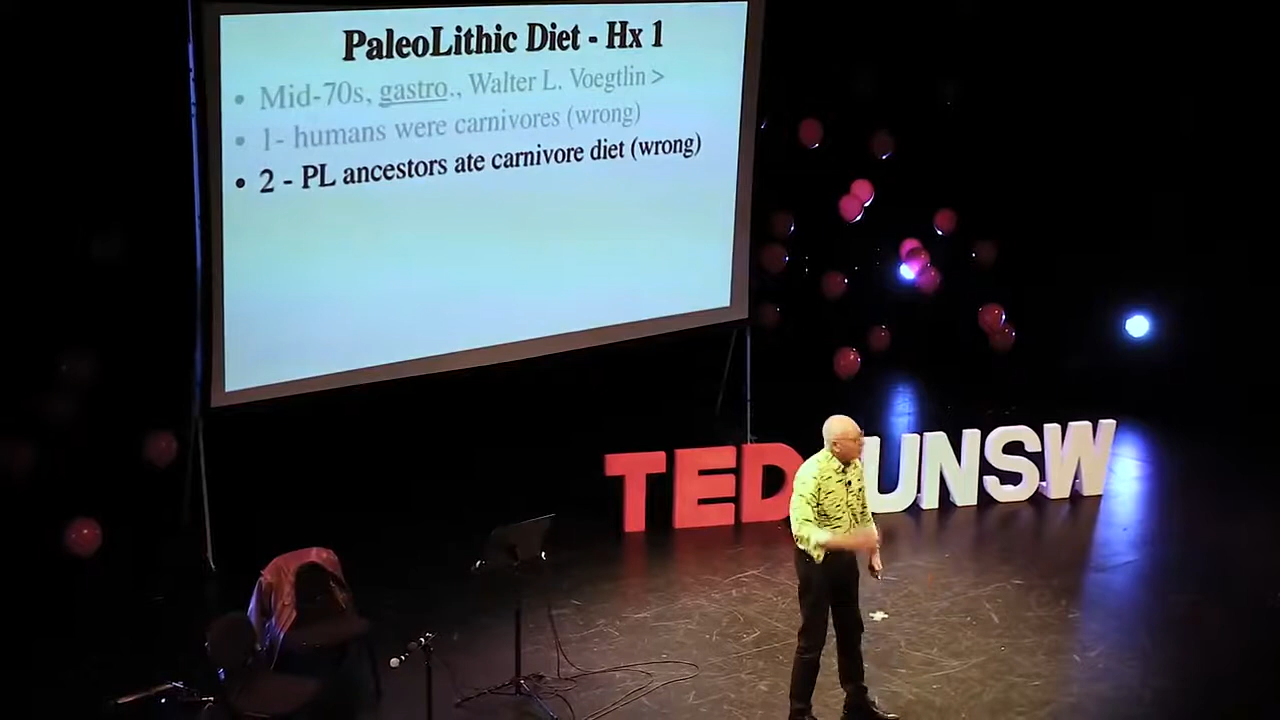 PaleoLithic Diet - Hx 1
• Mid-70s, gastro., Walter L. Voegtlin >
• 1- humans were carnivores (wrong)
• 2 - PL ancestors ate carnivore diet (wrong)
TED UNSW